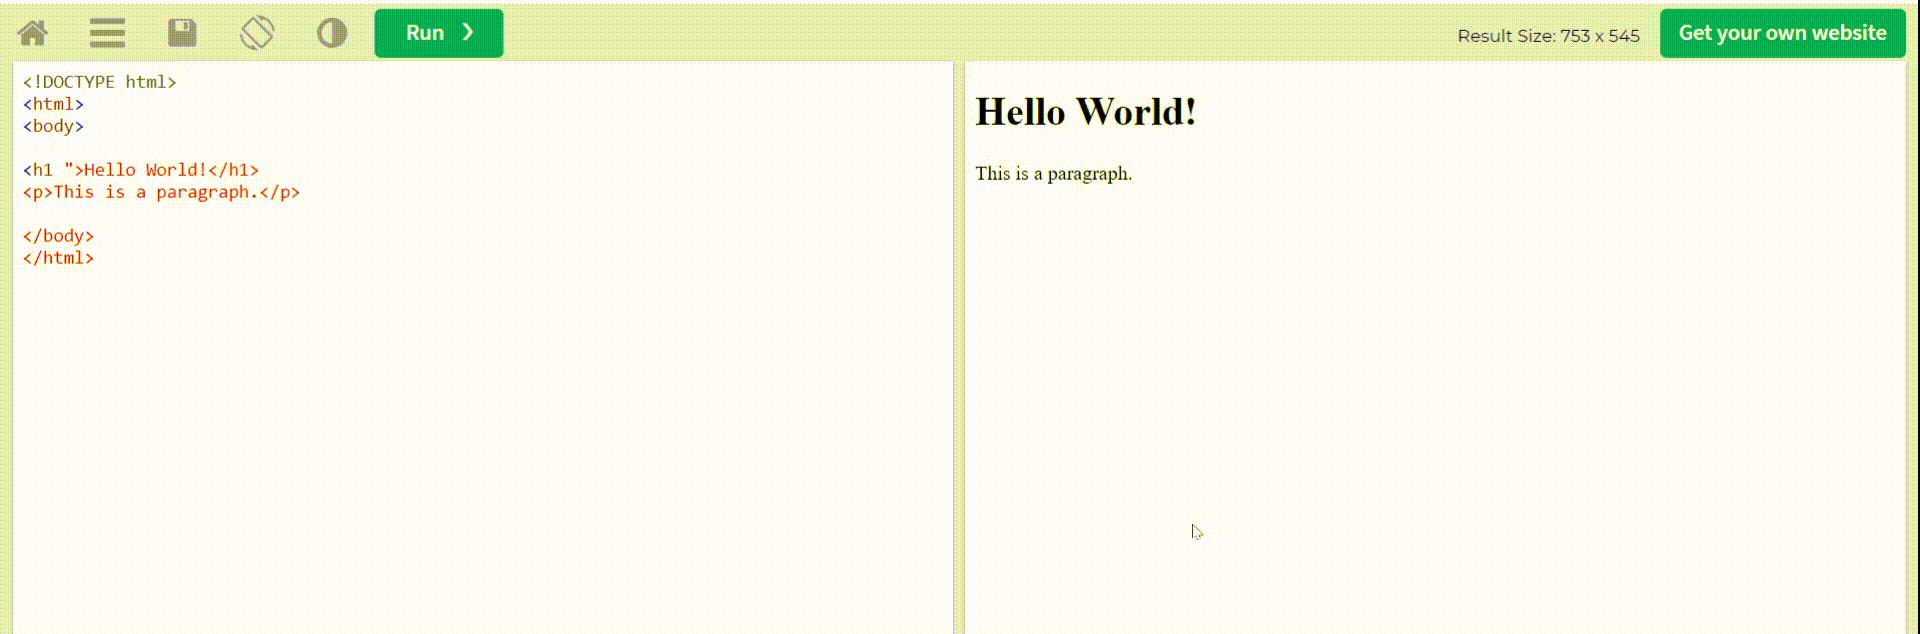 Run ❯
Result Size: 753 x 545
Get your own website
<!DOCTYPE html>
<html>
<body>
<h1 ">Hello World!</h1>
<p>This is a paragraph.</p>
</body>
</html>
Hello World!
This is a paragraph.